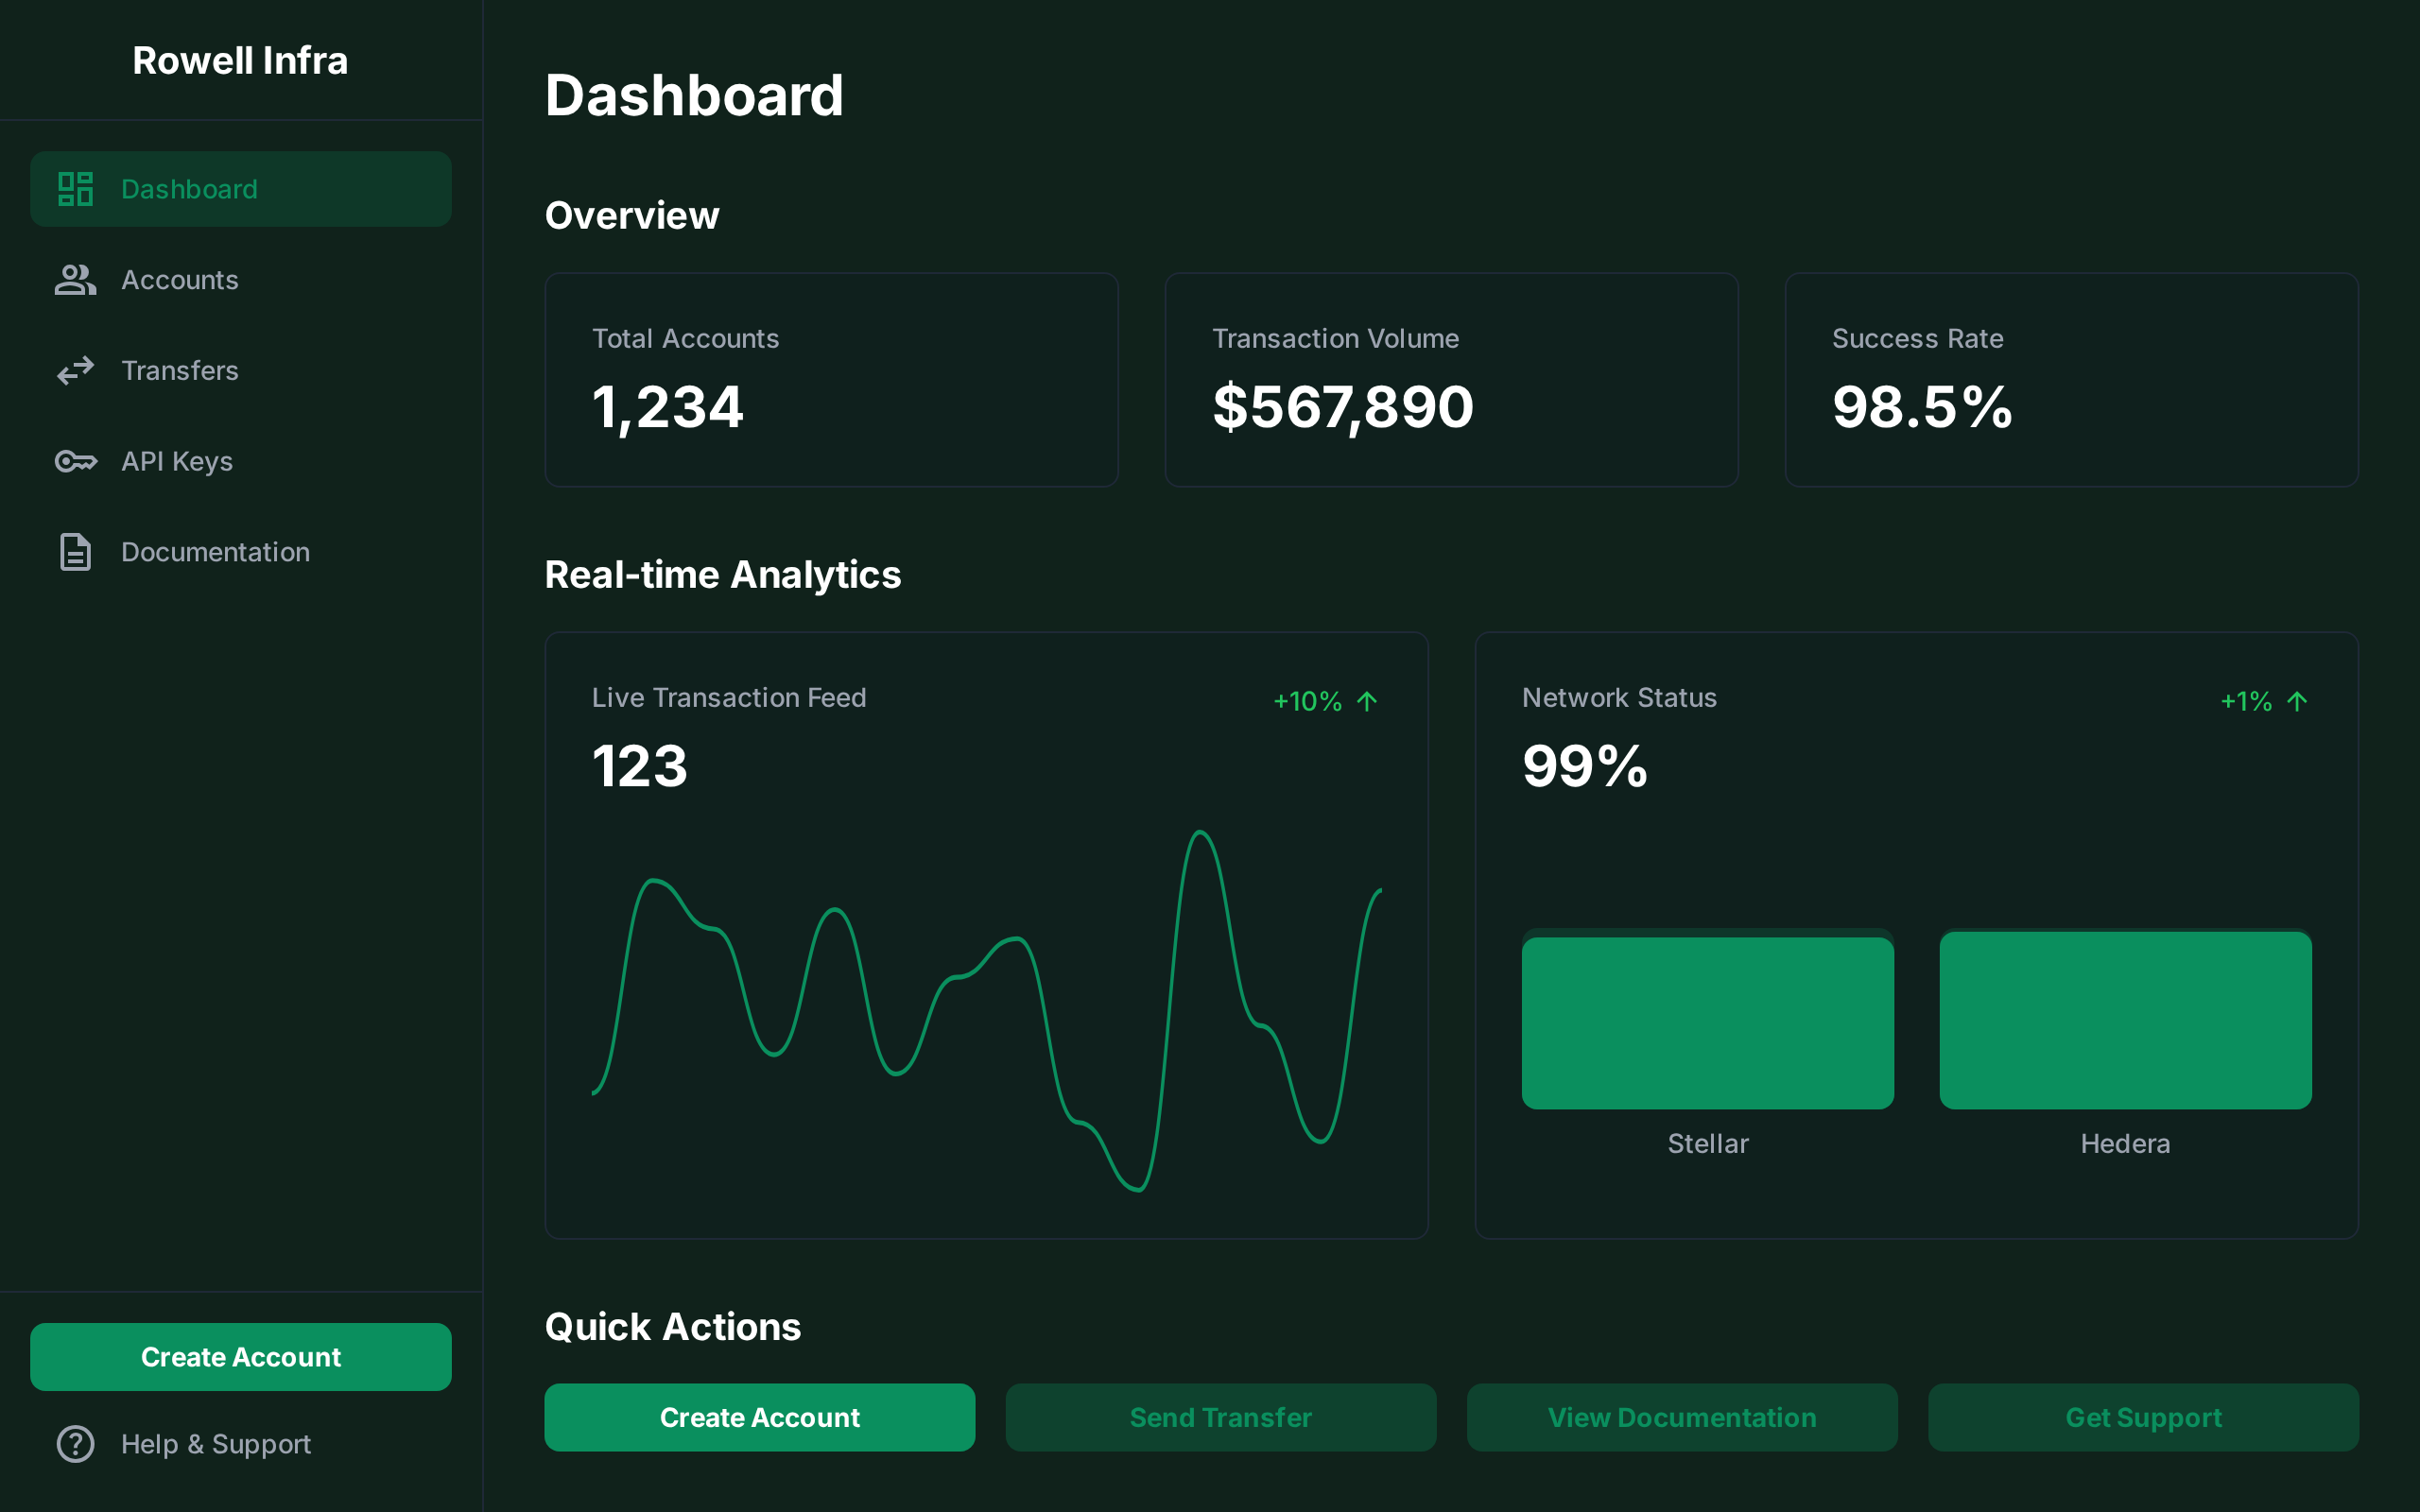 Rowell Infra
Dashboard
Accounts
Transfers
API Keys
Documentation
Create Account
Help & Support
Dashboard
Overview
Total Accounts
1,234
Transaction Volume
$567,890
Success Rate
98.5%
Real-time Analytics
Live Transaction Feed
+10%
123
Network Status
+1%
99%
Stellar
Hedera
Quick Actions
Create Account
Send Transfer
View Documentation
Get Support